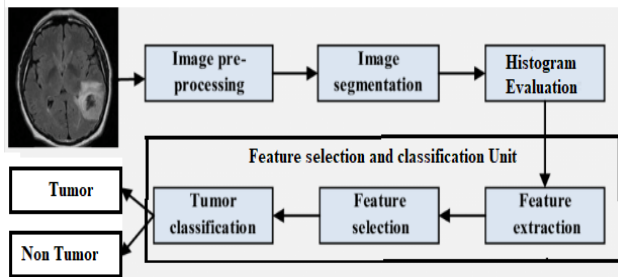 Image pre-
processing
Image
segmentation
Histogram
Evaluation
Feature selection and classification Unit
Tumor
classification
Feature
selection
Feature
extraction
Tumor
Non Tumor